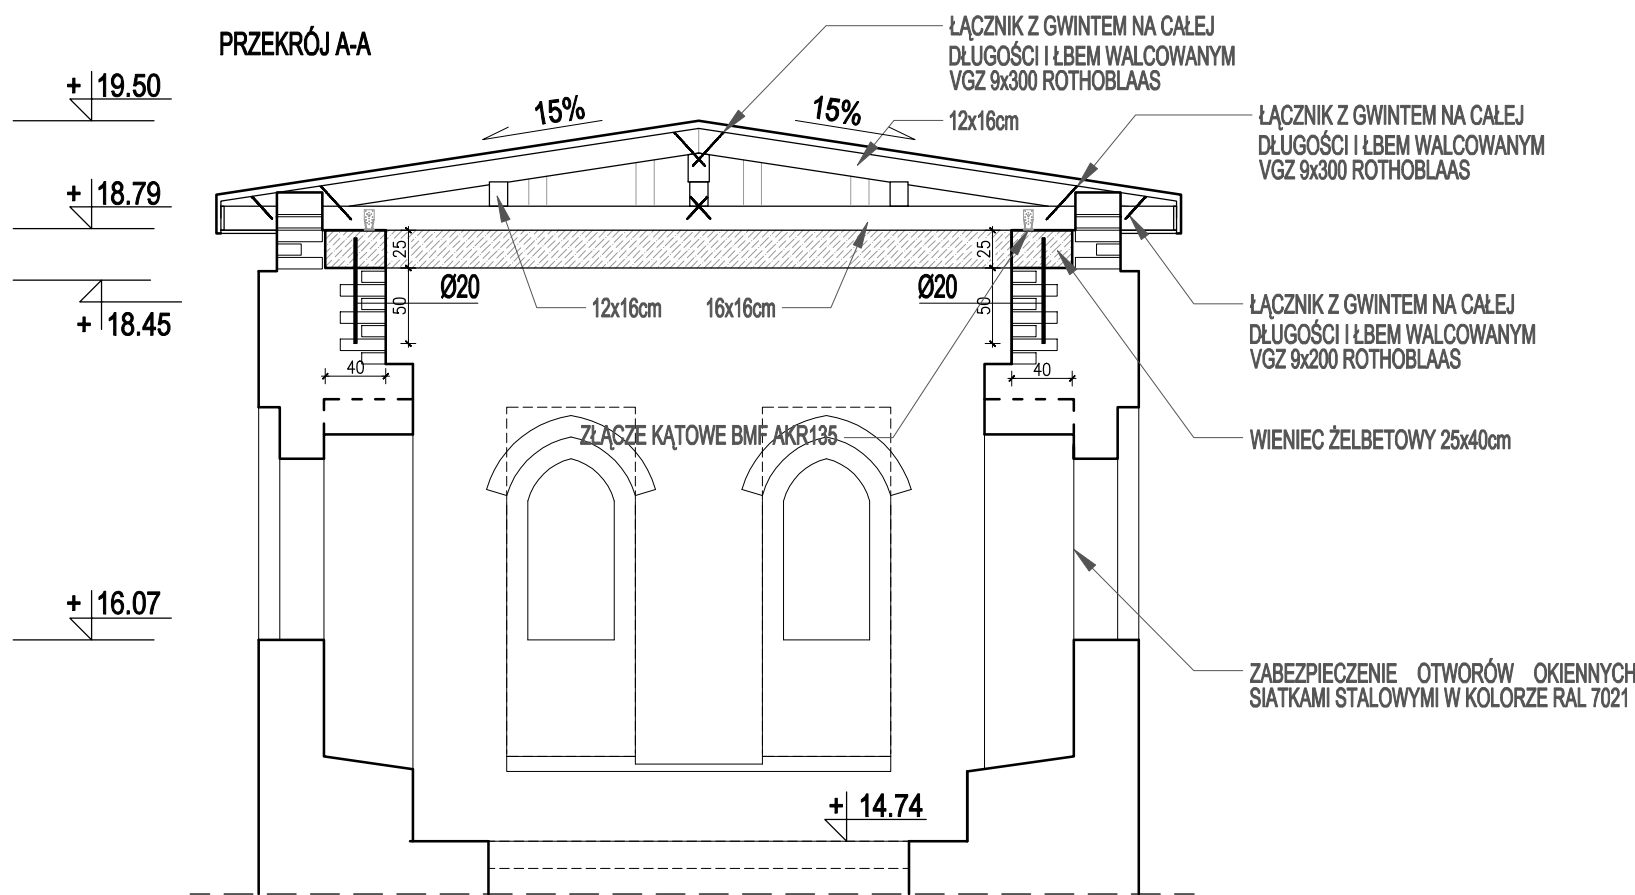 PRZEKRÓJ A-A
ŁĄCZNIK Z GWINTEM NA CAŁEJ
DŁUGOŚCI I ŁBEM WALCOWANYM
VGZ 9x300 ROTHOBLAAS
+ 19.50
15%
15%
12x16cm
ŁĄCZNIK Z GWINTEM NA CAŁEJ
DŁUGOŚCI I ŁBEM WALCOWANYM
VGZ 9x300 ROTHOBLAAS
+ 18.79
25
25
Ø20
Ø20
50
50
12x16cm
16x16cm
+ 18.45
ŁĄCZNIK Z GWINTEM NA CAŁEJ
DŁUGOŚCI I ŁBEM WALCOWANYM
VGZ 9x200 ROTHOBLAAS
40
40
ZŁĄCZE KĄTOWE BMF AKR135
WIENIEC ŻELBETOWY 25x40cm
+ 16.07
ZABEZPIECZENIE OTWORÓW OKIENNYCH
SIATKAMI STALOWYMI W KOLORZE RAL 7021
+ 14.74